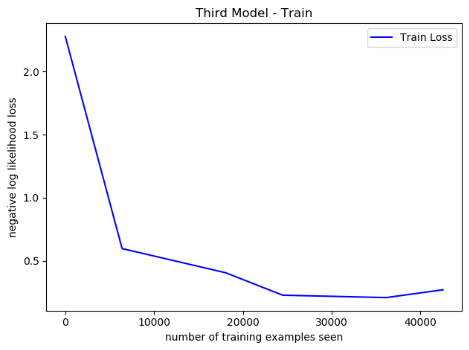 Third Model - Train
Train Loss
negative log likelihood loss
2.0
1.5
1.0
0.5
0 10000 20000 30000 40000
number of training examples seen